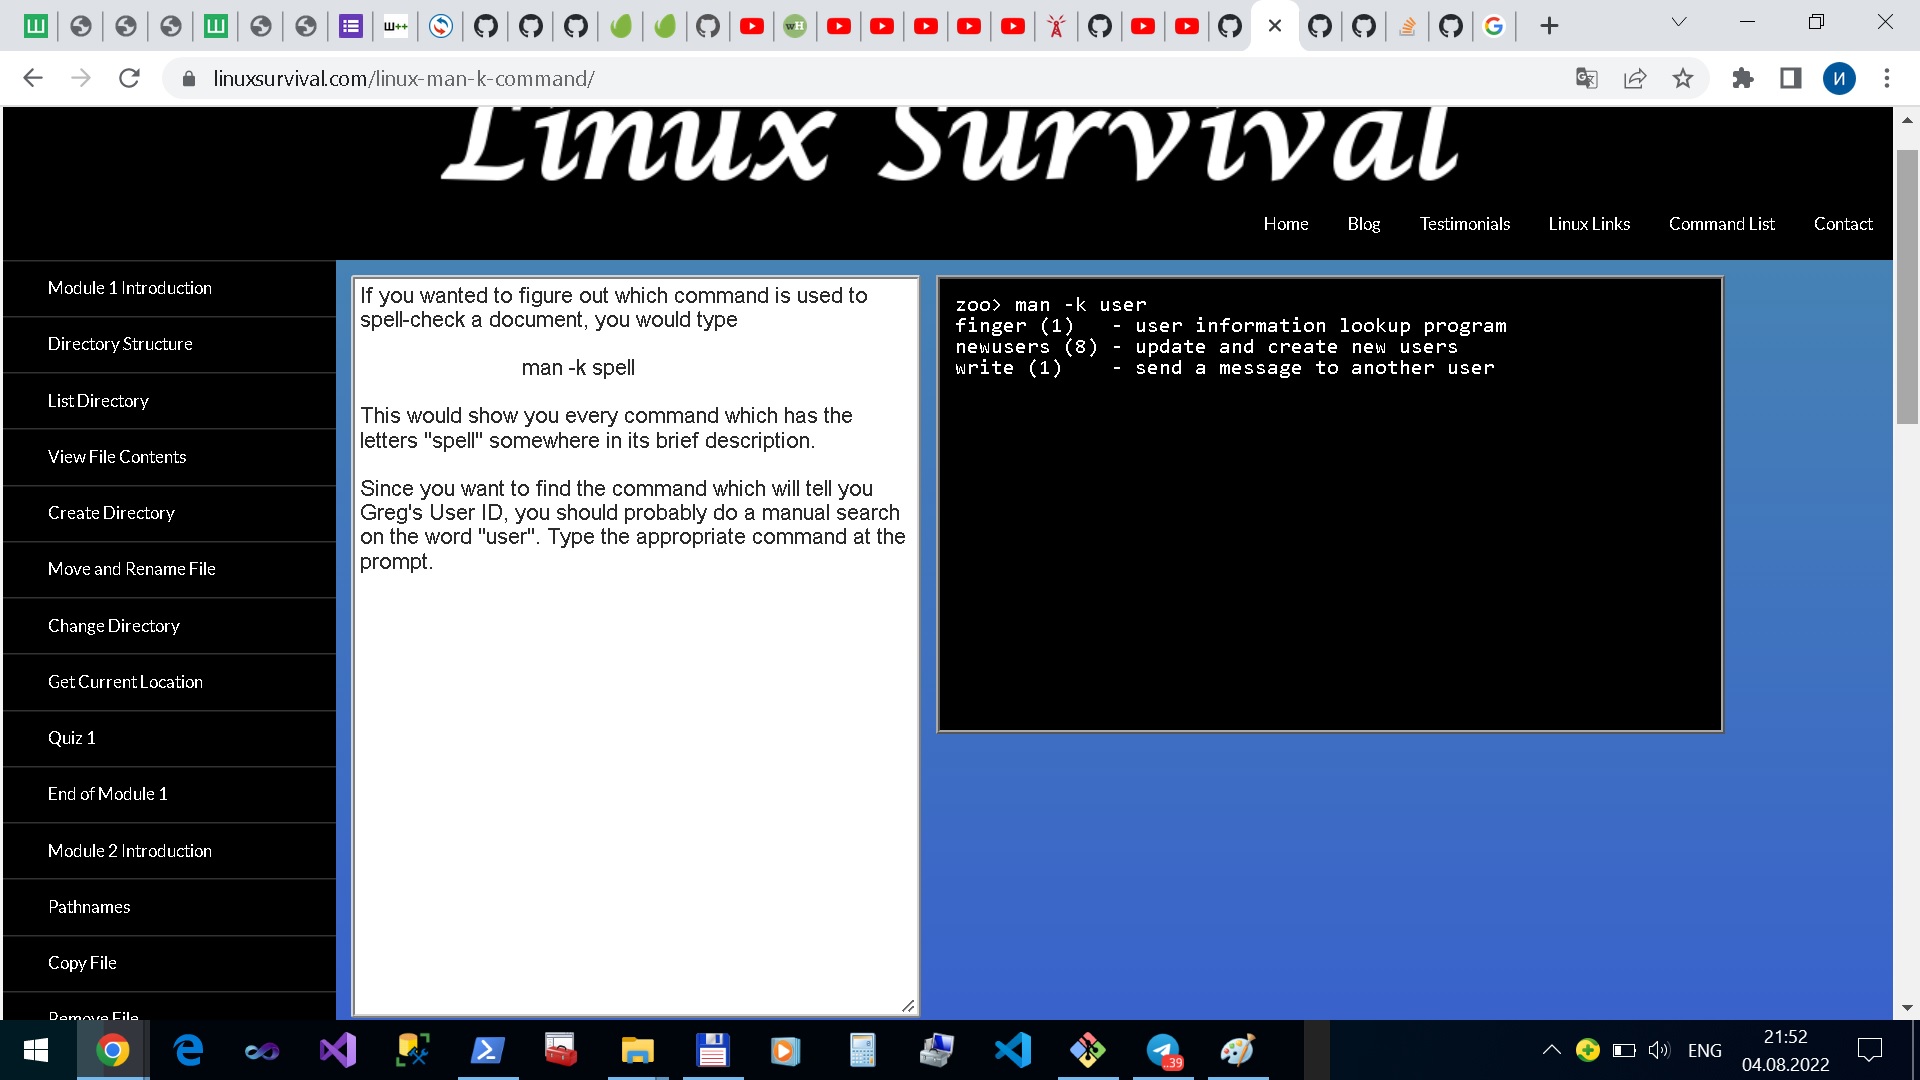 linuxsurvival.com/linux-man-k-command/
И
Linux Survival
Home Blog Testimonials Linux Links Command List Contact
Module 1 Introduction
Directory Structure
List Directory
View File Contents
Create Directory
Move and Rename File
Change Directory
Get Current Location
Quiz 1
End of Module 1
Module 2 Introduction
Pathnames
Copy File
Remove File
If you wanted to figure out which command is used to
spell-check a document, you would type
man -k spell
This would show you every command which has the
letters "spell" somewhere in its brief description.
Since you want to find the command which will tell you
Greg's User ID, you should probably do a manual search
on the word "user". Type the appropriate command at the
prompt.
zoo> man -k user
finger (1) - user information lookup program
newusers (8) - update and create new users
write (1) - send a message to another user
..39
ENG
21:52
04.08.2022